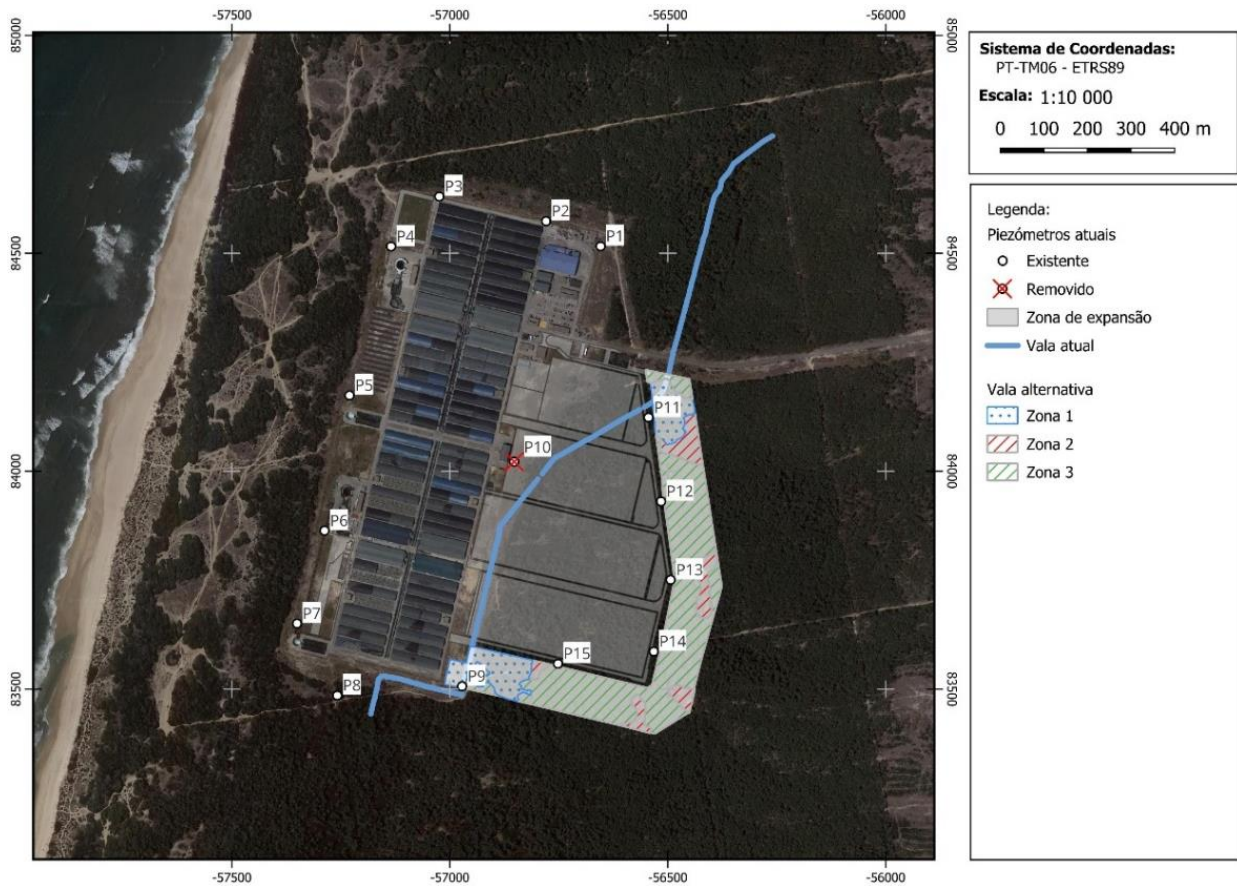 -57500 -57000 -56500 -56000
85000 85000
84500 84500
84000 84000
83500 83500
-57500 -57000 -56500 -56000
P3
P2
P4
P1
P5
P11
P10
P12
P6
P13
P7
P14
P15
P9
P8
Sistema de Coordenadas:
PT-TM06 - ETRS89
Escala: 1:10 000
0 100 200 300 400 m
Legenda:
Piezómetros atuais
Existente
Removido
Zona de expansão
Vala atual
Vala alternativa
Zona 1
Zona 2
Zona 3